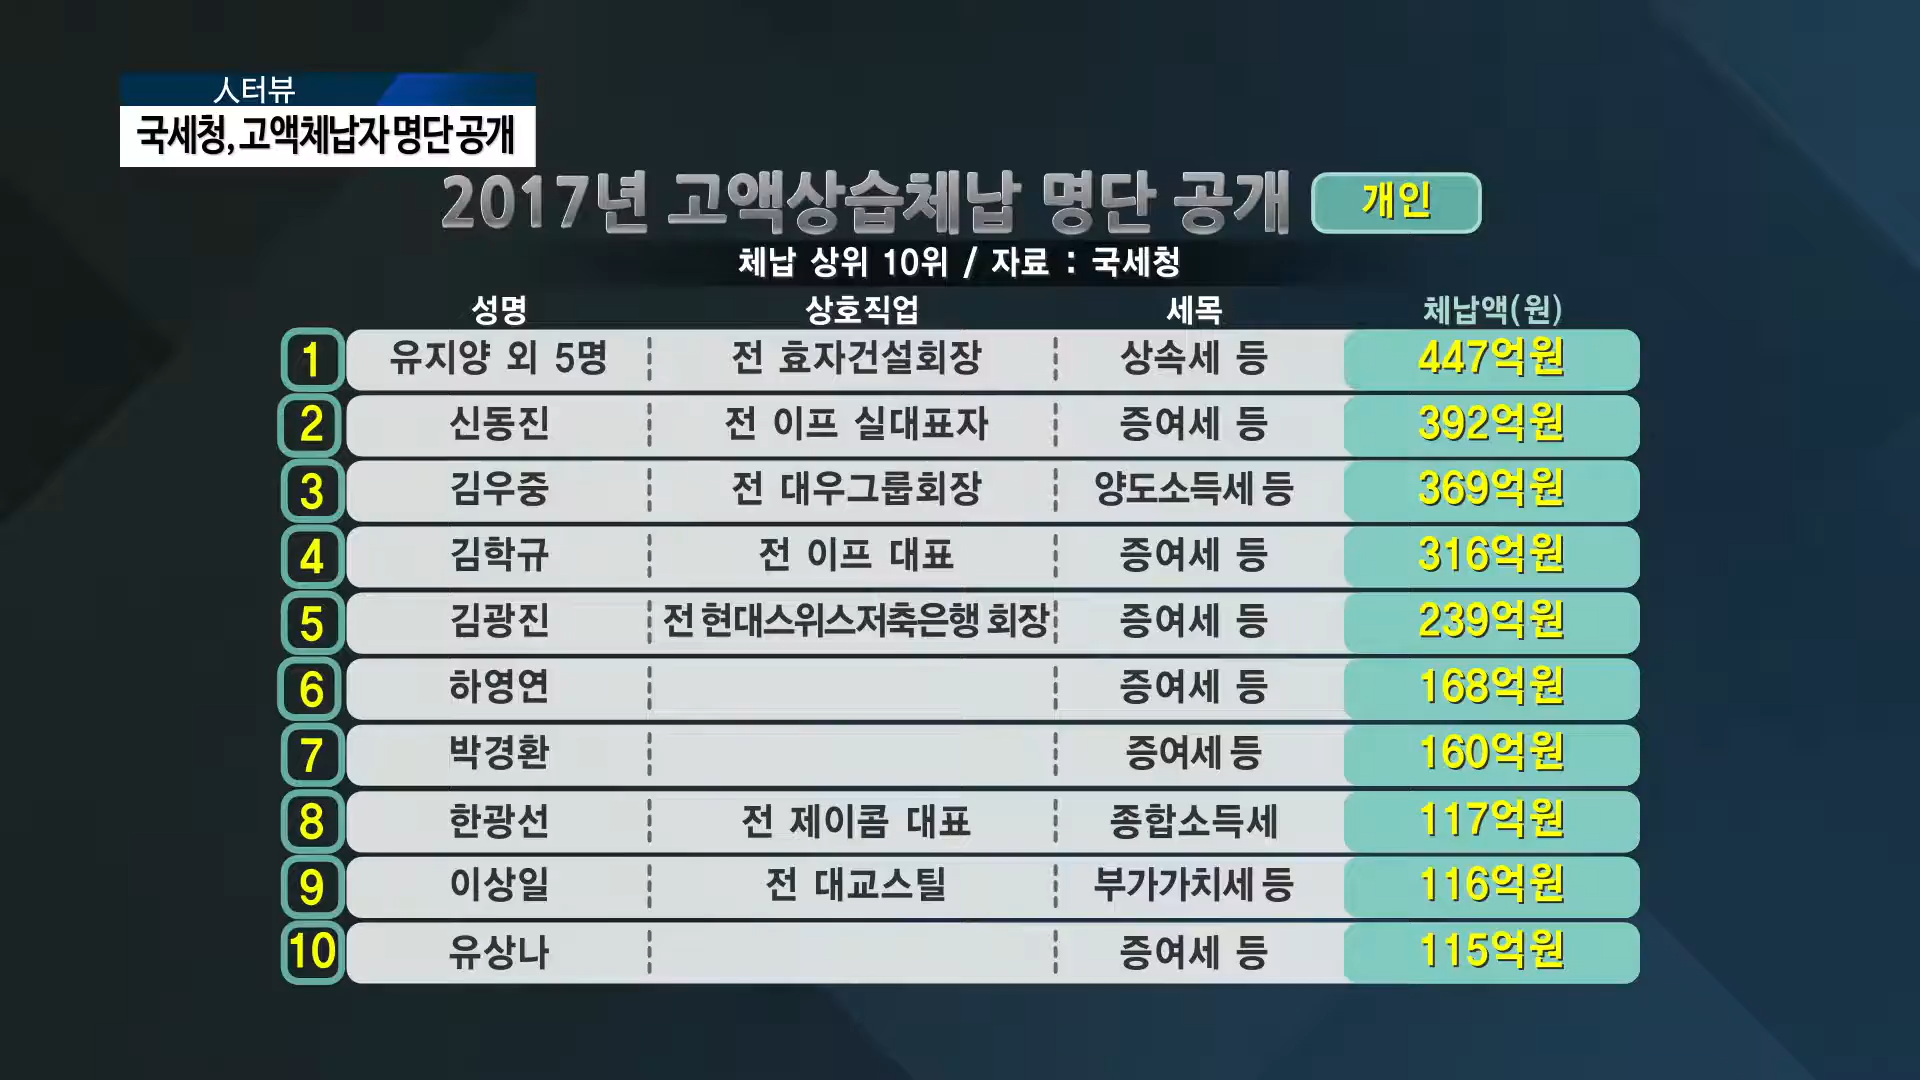 人터뷰
국세청, 고액체납자 명단 공개
2017년 고액상습체납 명단 공개 개인
체납 상위 10위 / 자료 : 국세청
성명 상호직업 세목 체납액(원)
1 유지양 외 5명 전 효자건설회장 상속세 등 447억원
2 신동진 전 이프 실대표자 증여세 등 392억원
3 김우중 전 대우그룹회장 양도소득세 등 369억원
4 김학규 전 이프 대표 증여세 등 316억원
5 김광진 전 현대스위스저축은행 회장 증여세 등 239억원
6 하영연 증여세 등 168억원
7 박경환 증여세 등 160억원
8 한광선 전 제이콤 대표 종합소득세 117억원
9 이상일 전 대교스틸 부가가치세 등 116억원
10 유상나 증여세 등 115억원